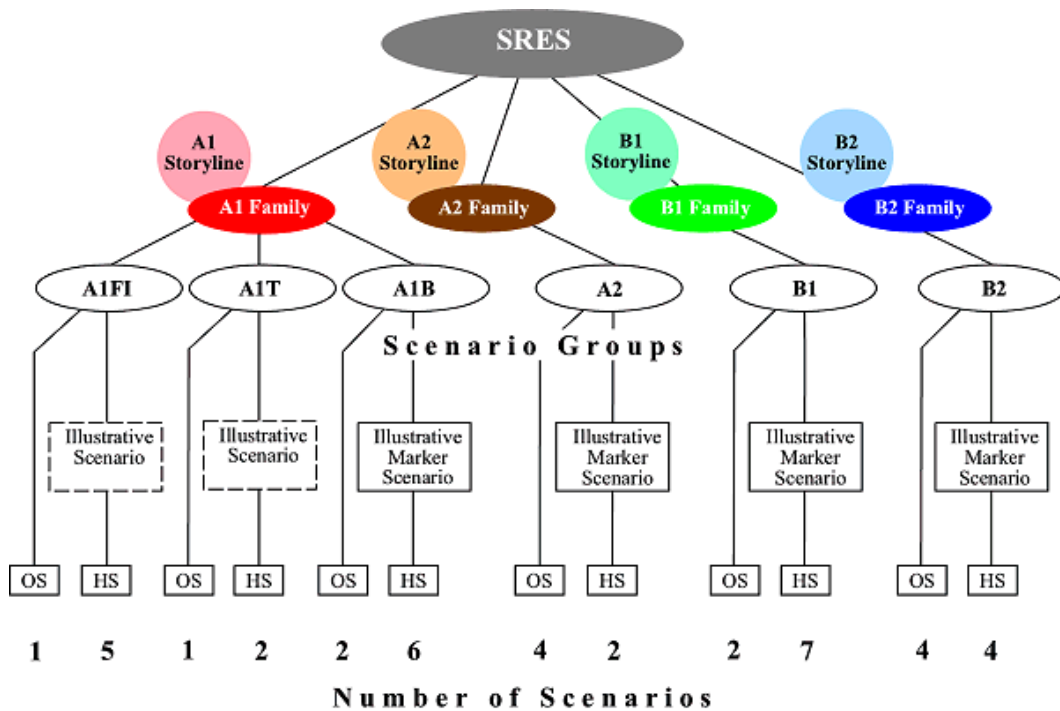 SRES
A1
Storyline
A2
Storyline
B1
Storyline
B2
Storyline
A1 Family
A2 Family
B1 Family
B2 Family
A1FI
A1T
A1B
A2
B1
B2
Scenario Groups
Illustrative
Scenario
Illustrative
Scenario
Illustrative
Marker
Scenario
Illustrative
Marker
Scenario
Illustrative
Marker
Scenario
Illustrative
Marker
Scenario
OS HS OS HS OS HS OS HS OS HS OS HS
1 5 1 2 2 6 4 2 2 7 4 4
Number of Scenarios